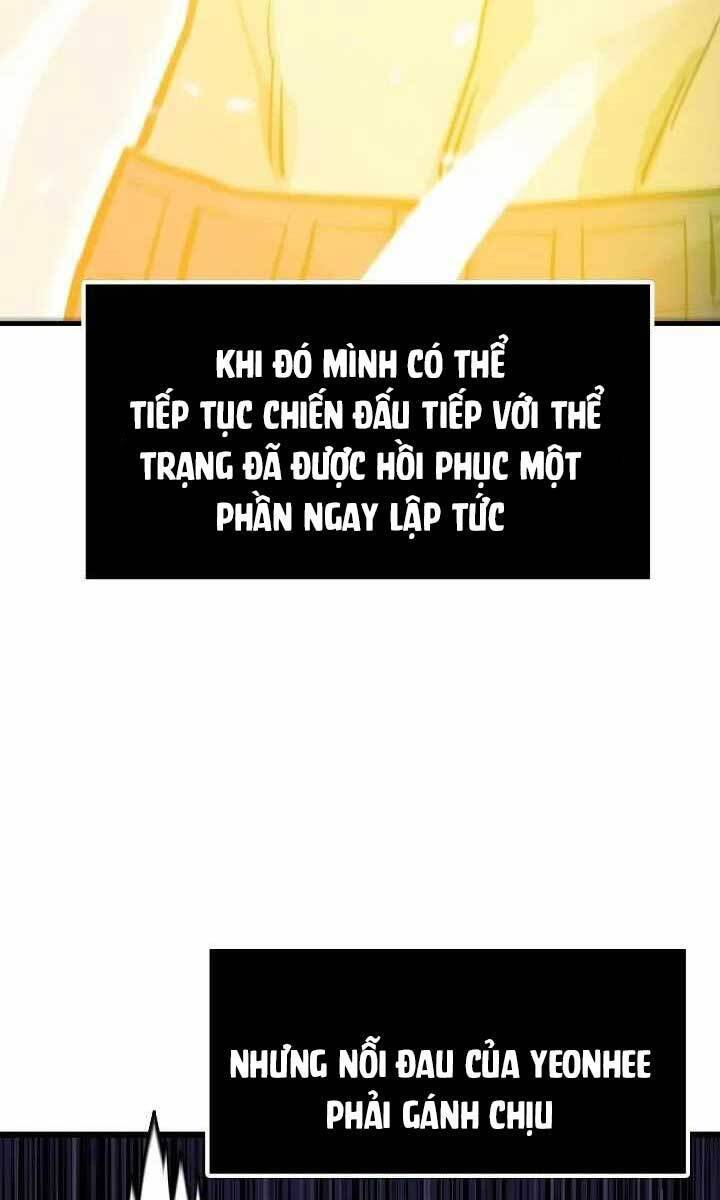 KHI ĐÓ MÌNH CÓ THỂ
TIẾP TỤC CHIẾN ĐẤU TIẾP VỚI THỂ
TRẠNG ĐÃ ĐƯỢC HỒI PHỤC MỘT
PHẦN NGAY LẬP TỨC
NHƯNG NỖI ĐAU CỦA YEONHEE
PHẢI GÁNH CHỊU